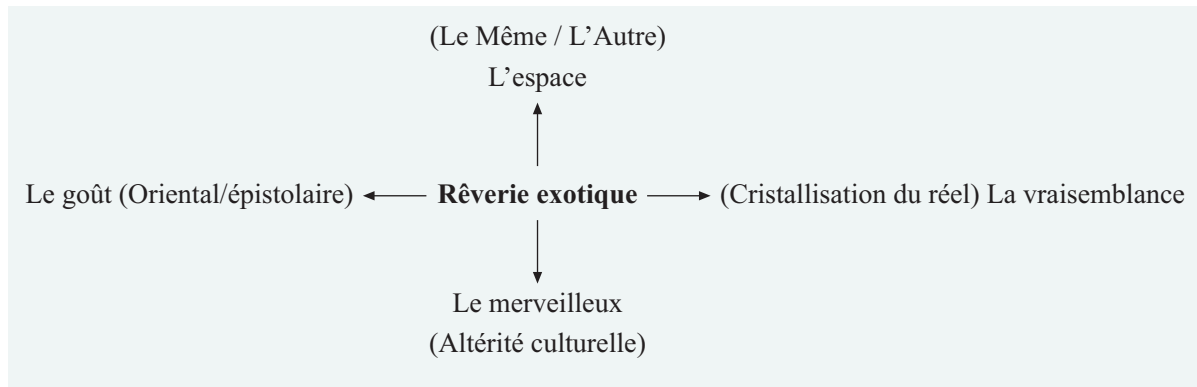 (Le Même / L’Autre)
L’espace
Le goût (Oriental/épistolaire) Rêverie exotique (Cristallisation du réel) La vraisemblance
Le merveilleux
(Altérité culturelle)